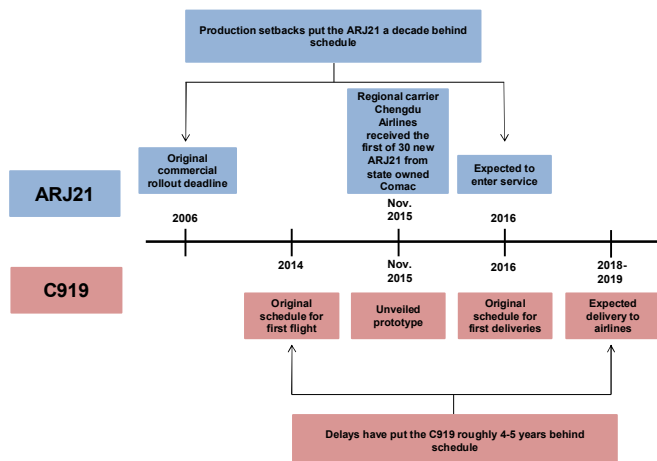 Production setbacks put the ARJ21 a decade behind
schedule
Regional carrier
Chengdu
Airlines
received the
first of 30 new
ARJ21 from
state owned
Comac
Original
commercial
rollout deadline
Expected to
enter service
ARJ21
2006
Nov.
2015
2016
C919
2014
Nov.
2015
2016
2018-
2019
Original
schedule for
first flight
Unveiled
prototype
Original
schedule for
first deliveries
Expected
delivery to
airlines
Delays have put the C919 roughly 4-5 years behind
schedule